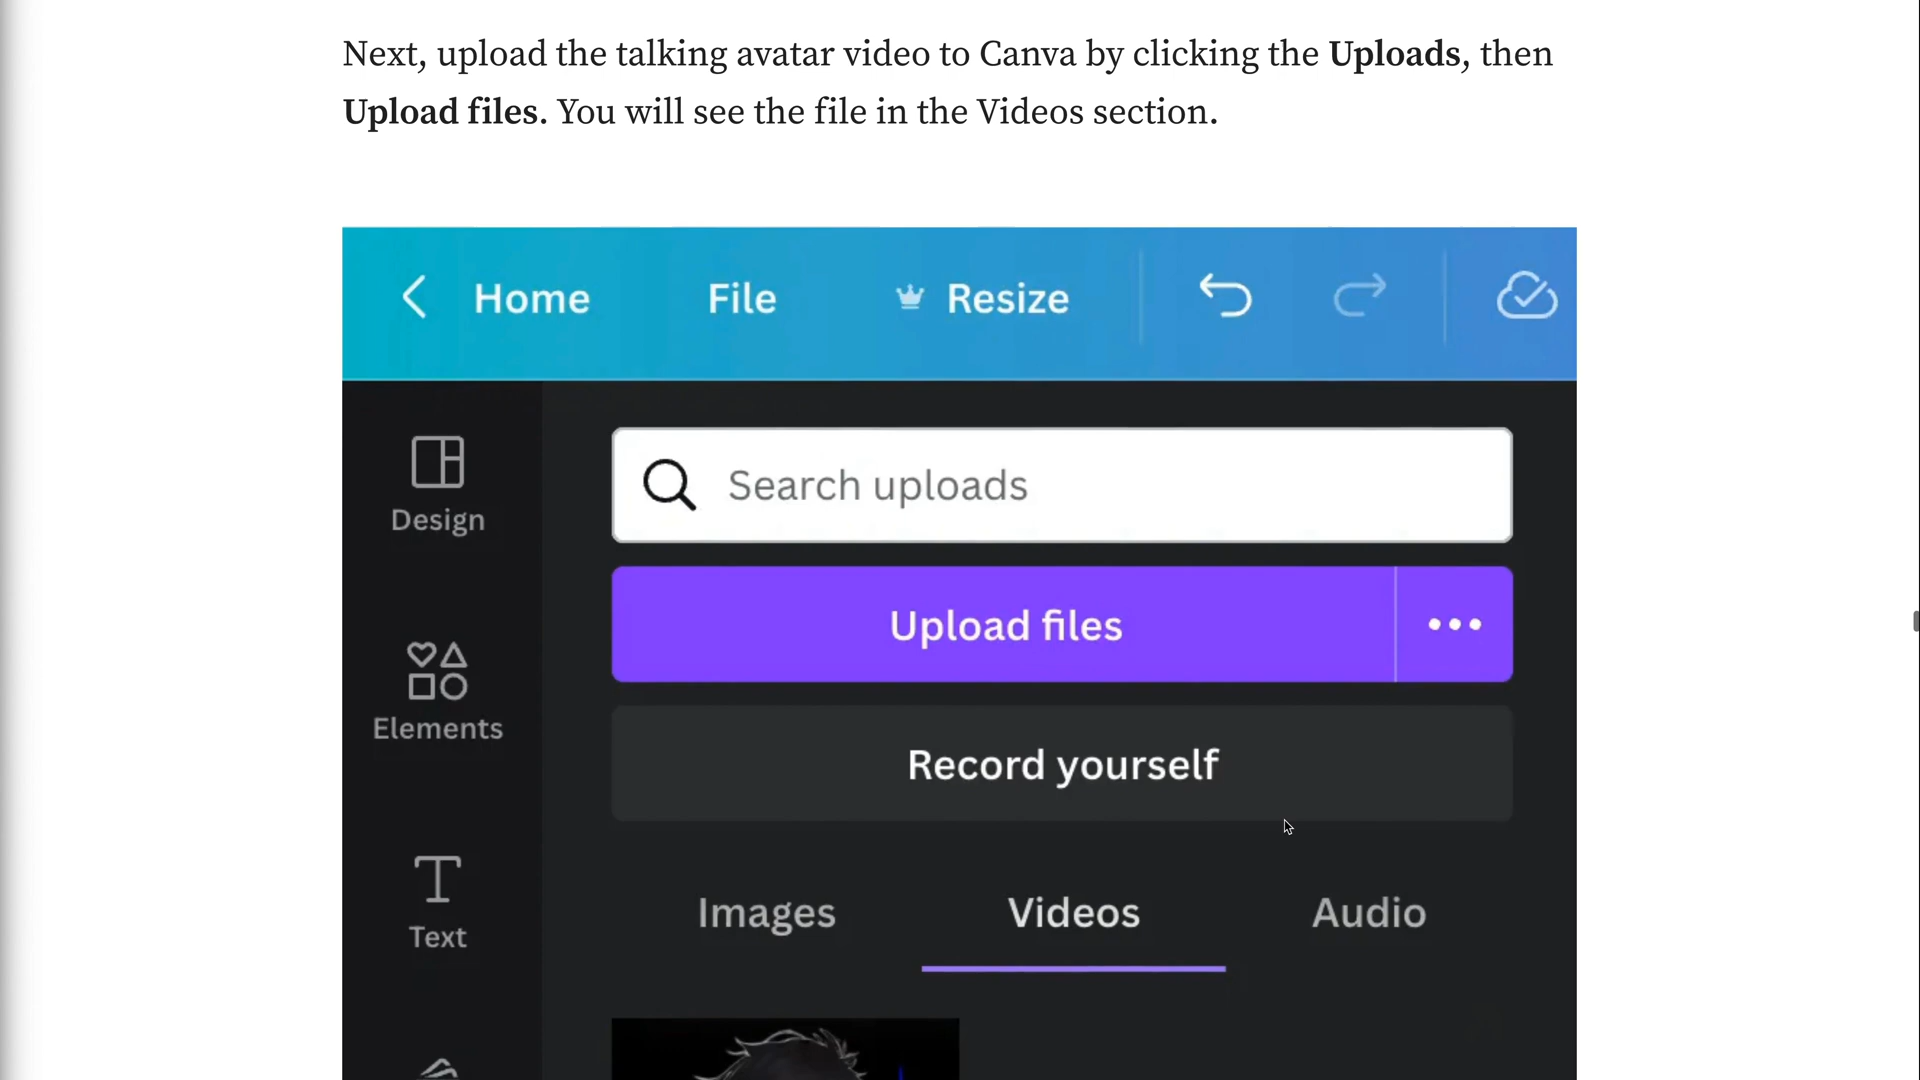 Next, upload the talking avatar video to Canva by clicking the Uploads, then
Upload files. You will see the file in the Videos section.
Home File Resize
Search uploads
Design
Upload files
Elements
Record yourself
Images Videos Audio
Text